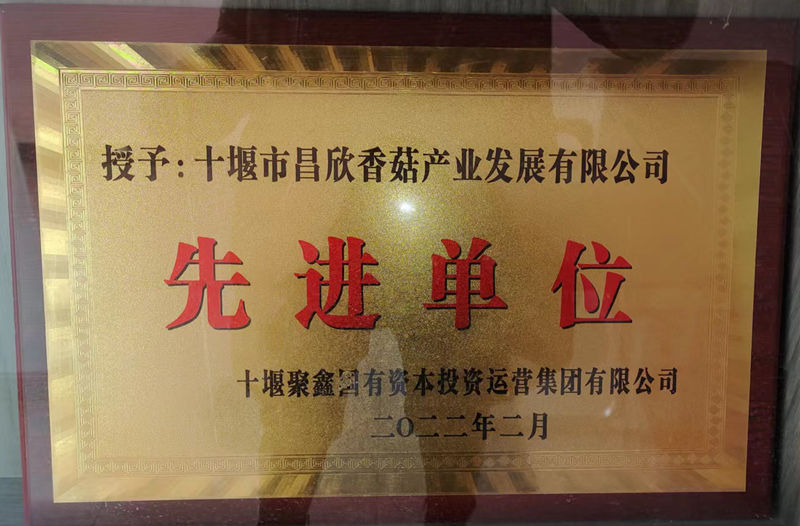 授予:十堰市昌欣香菇产业发展有限公司
先进单位
十堰聚鑫国有资本投资运营集团有限公司
二〇二二年二月